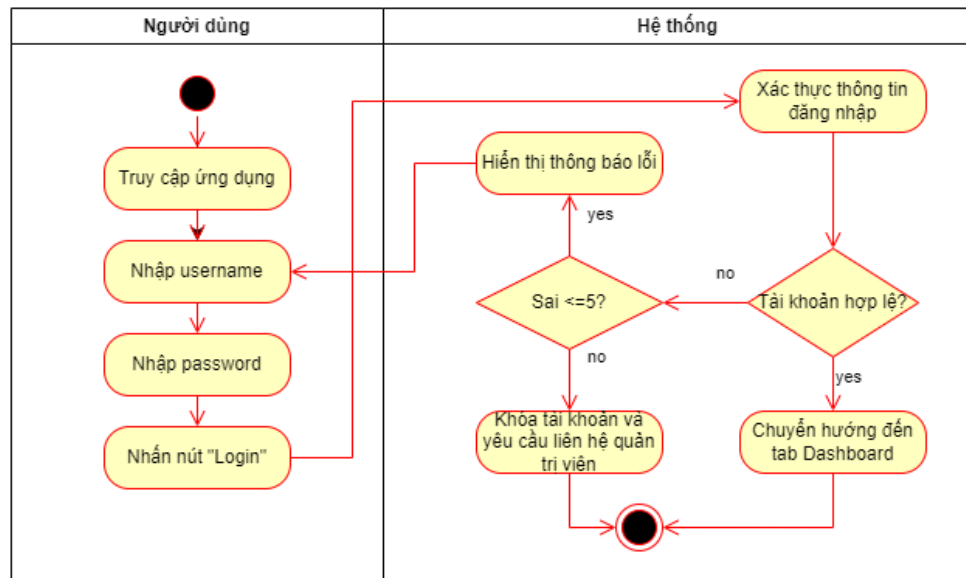 Người dùng
Hệ thống
Truy cập ứng dụng
Nhập username
Nhập password
Nhấn nút "Login"
Xác thực thông tin
đăng nhập
Hiển thị thông báo lỗi
yes
Sai <=5?
no
Tài khoản hợp lệ?
no
yes
Khóa tài khoản và
yêu cầu liên hệ quản
trị viên
Chuyển hướng đến
tab Dashboard